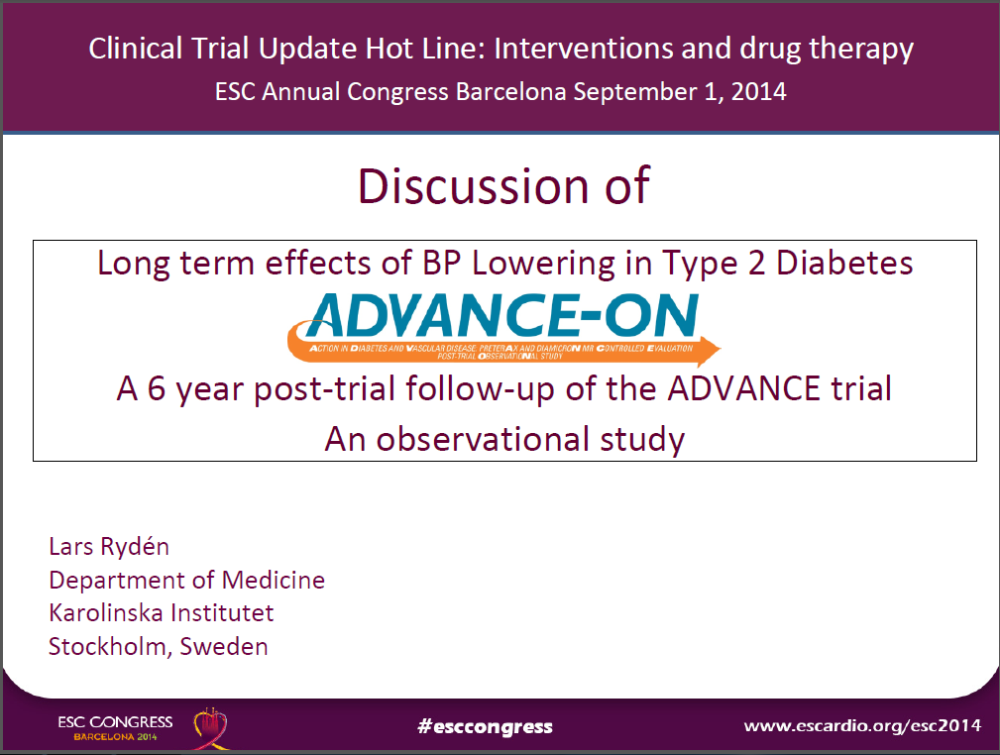 Clinical Trial Update Hot Line: Interventions and drug therapy
ESC Annual Congress Barcelona September 1, 2014
Discussion of
Long term effects of BP Lowering in Type 2 Diabetes
ADVANCE-ON
ACTION IN DIABETES AND VASCULAR DISEASE: PRETERAX AND DIAMICRON MR CONTROLLED EVALUATION
POST-TRIAL OBSERVATIONAL STUDY
A 6 year post-trial follow-up of the ADVANCE trial
An observational study
Lars Rydén
Department of Medicine
Karolinska Institutet
Stockholm, Sweden
ESC CONGRESS
BARCELONA 2014
#esccongress
www.escardio.org/esc2014